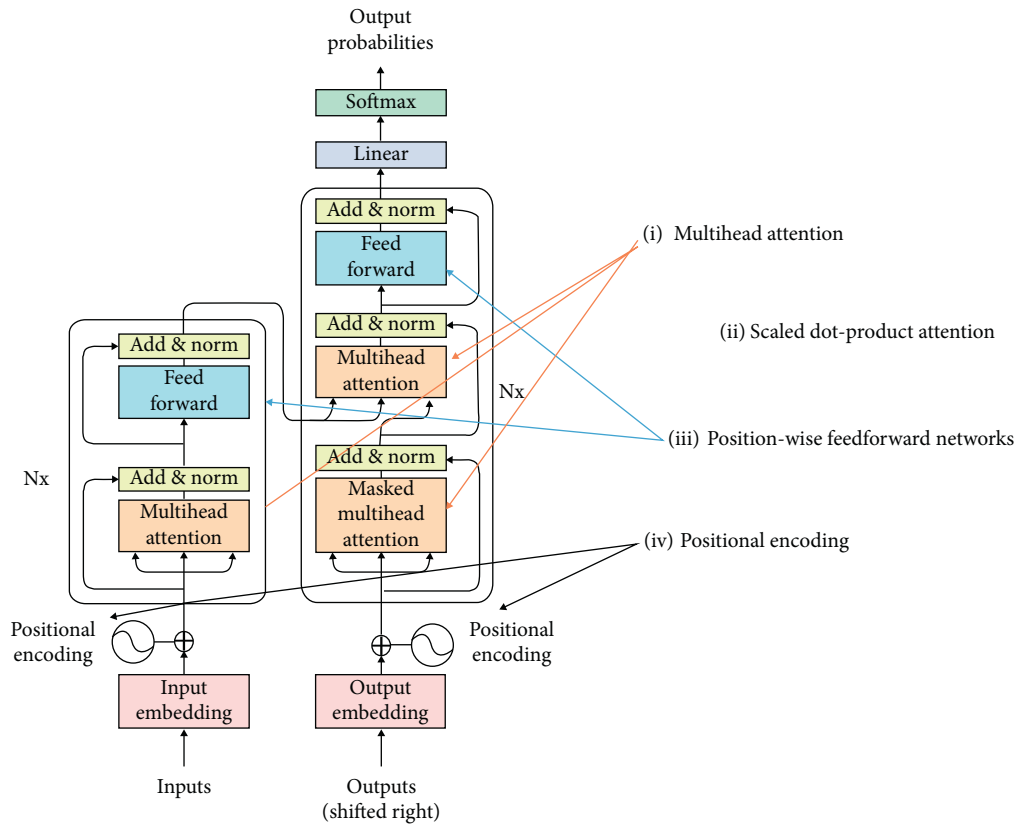 Output
probabilities
Softmax
Linear
Add & norm
Feed
forward
Add & norm
Multihead
attention
Nx
Add & norm
Masked
multihead
attention
Positional
encoding
Output
embedding
Outputs
(shifted right)
Add & norm
Feed
forward
Nx
Add & norm
Multihead
attention
Positional
encoding
Input
embedding
Inputs
(i) Multihead attention
(ii) Scaled dot-product attention
(iii) Position-wise feedforward networks
(iv) Positional encoding